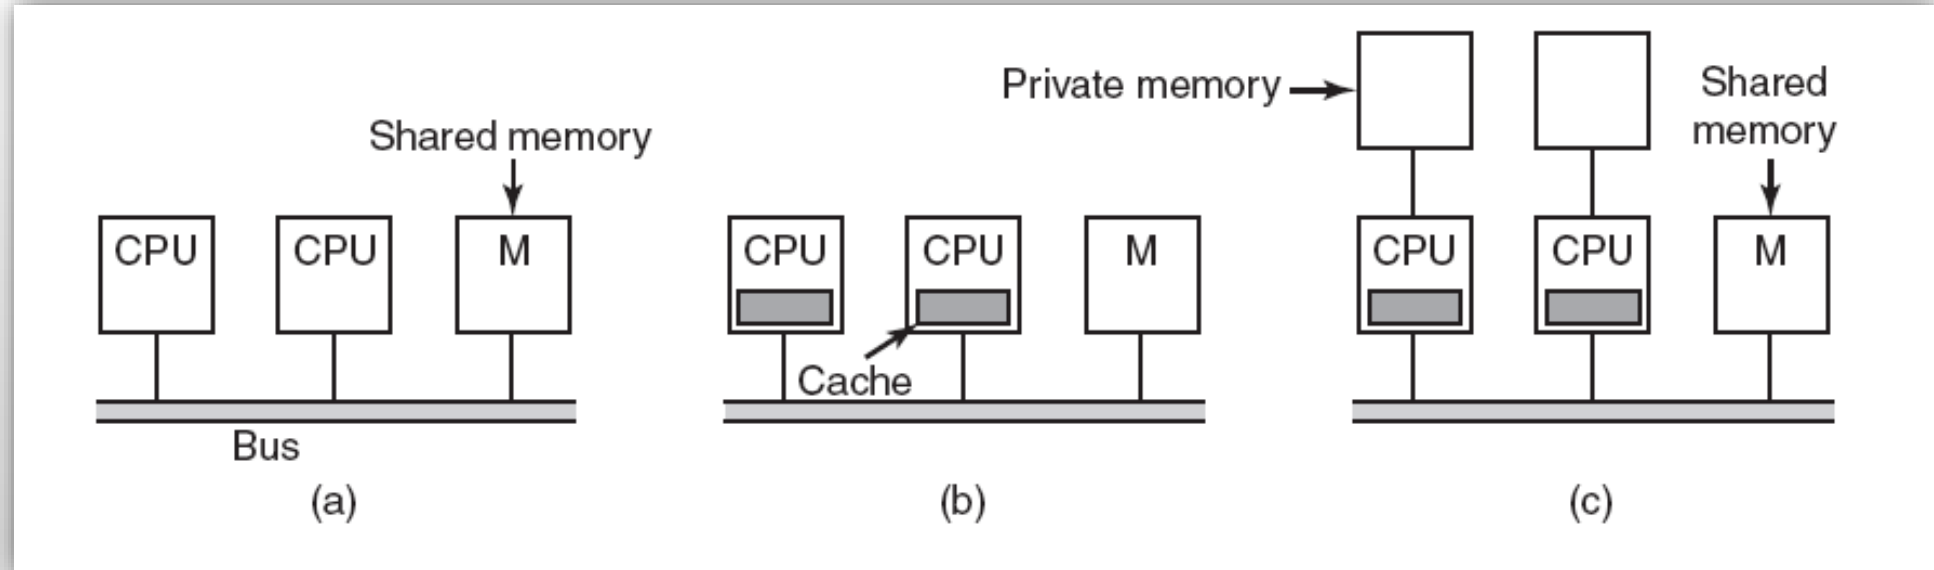 Shared memory
CPU
CPU
M
Bus
(a)
CPU
CPU
M
Cache
(b)
Private memory
Shared
memory
CPU
CPU
M
(c)